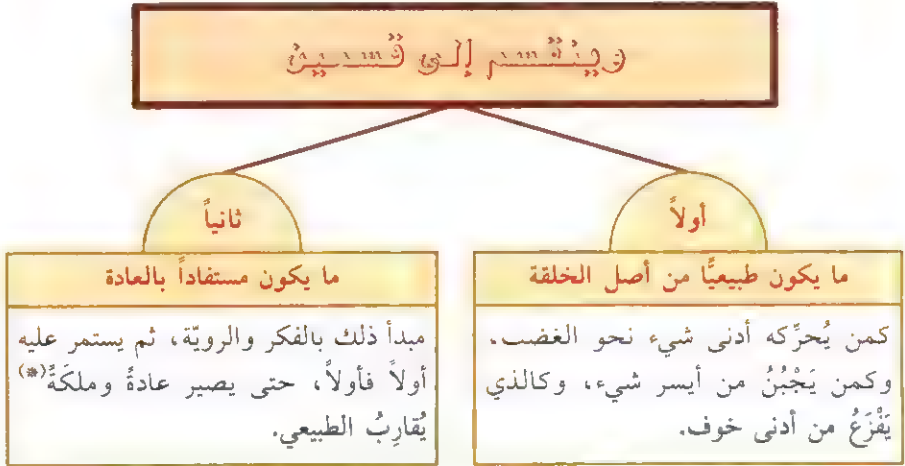 وينقسم إلى قسمين
أولاً
ما يكون طبيعيًّا من أصل الخلقة
كمن يُحرِّكه أدنى شيء نحو الغضب،
وكمن يَجْبُنُ من أيسر شيء، وكالذي
يَفْزَعُ من أدنى خوف.
ثانياً
ما يكون مستفاداً بالعادة
مبدأ ذلك بالفكر والرويّة، ثم يستمر عليه
أولاً فأولاً، حتى يصير عادةً وملكَةً(*)
يُقارِبُ الطبيعي.